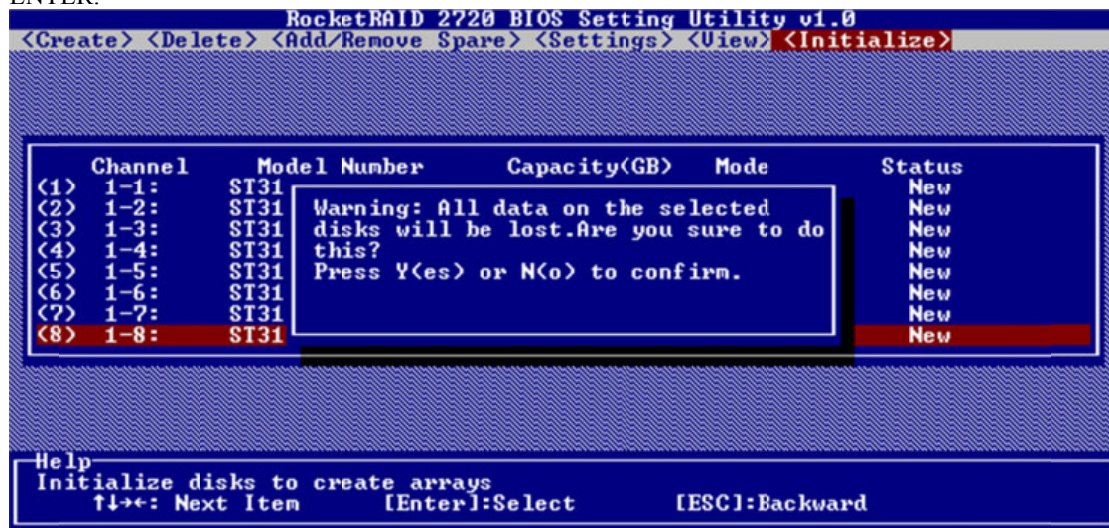 ENTER.
RocketRAID 2720 BIOS Setting Utility v1.0
<Create> <Delete> <Add/Remove Spare> <Settings> <View> <Initialize>
Channel Model Number Capacity(GB) Mode Status
(1) 1-1: ST31 New
(2) 1-2: ST31 Warning: All data on the selected New
(3) 1-3: ST31 disks will be lost.Are you sure to do New
(4) 1-4: ST31 this? New
(5) 1-5: ST31 Press Y(es) or N(o) to confirm. New
(6) 1-6: ST31 New
(7) 1-7: ST31 New
(8) 1-8: ST31 New
Help
Initialize disks to create arrays
↑↓→←: Next Item [Enter]:Select [ESC]:Backward